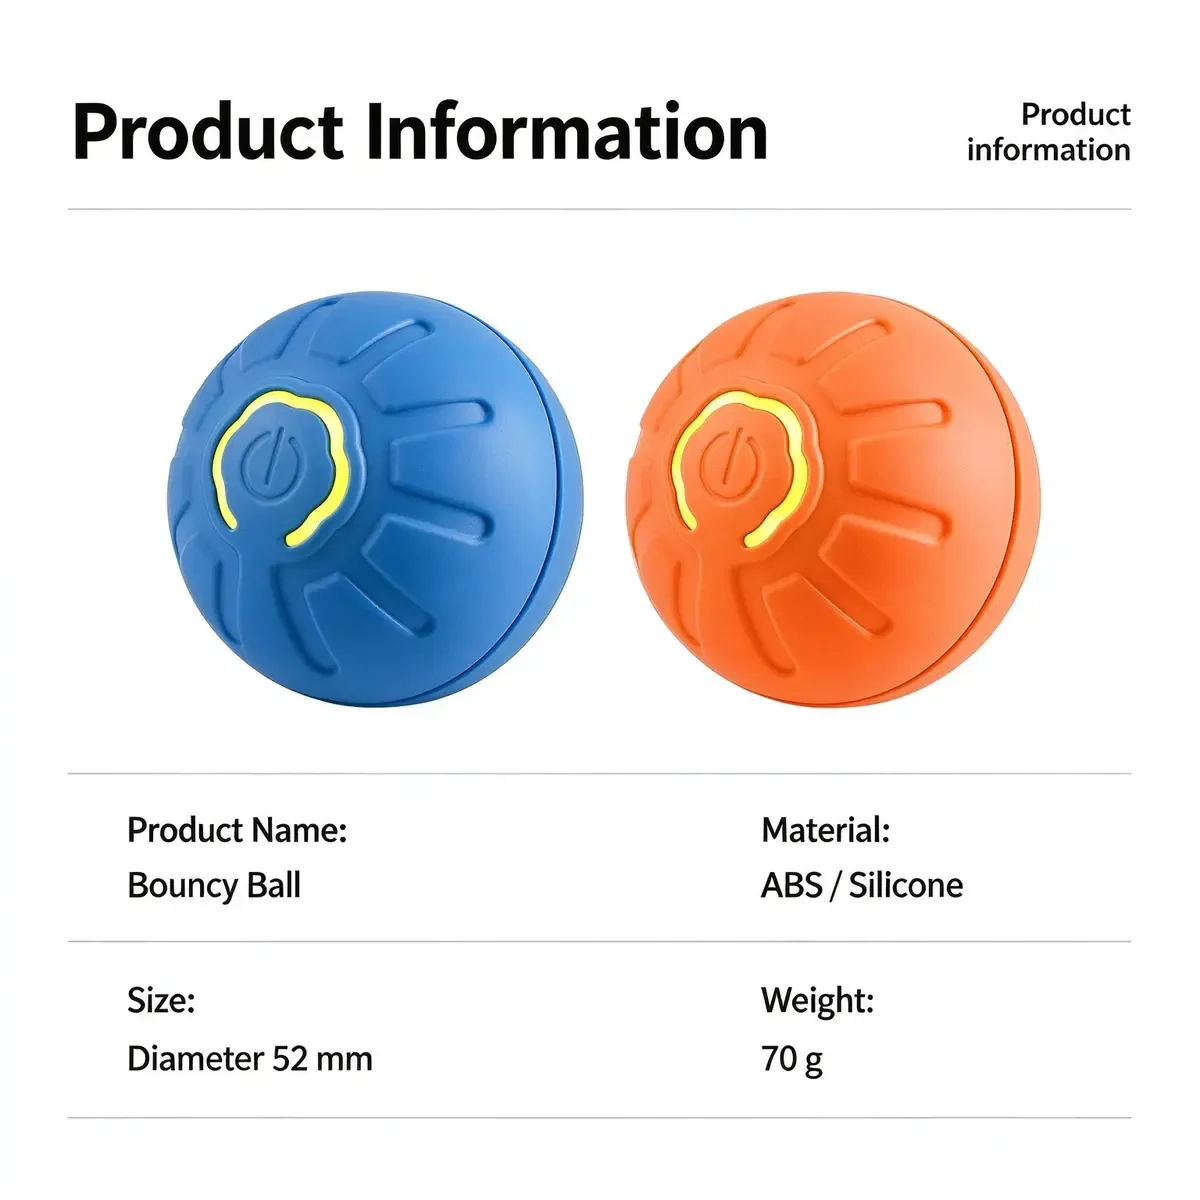 Product Information
Product
information
Product Name:
Bouncy Ball
Material:
ABS / Silicone
Size:
Diameter 52 mm
Weight:
70 g